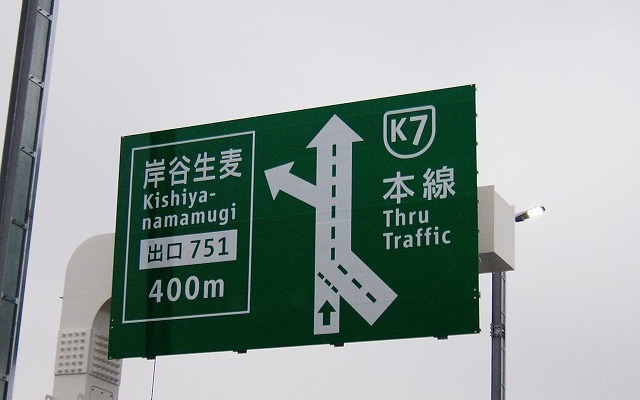 岸谷生麦
Kishiya-
namamugi
出口 751
400m
K7
本線
Thru
Traffic